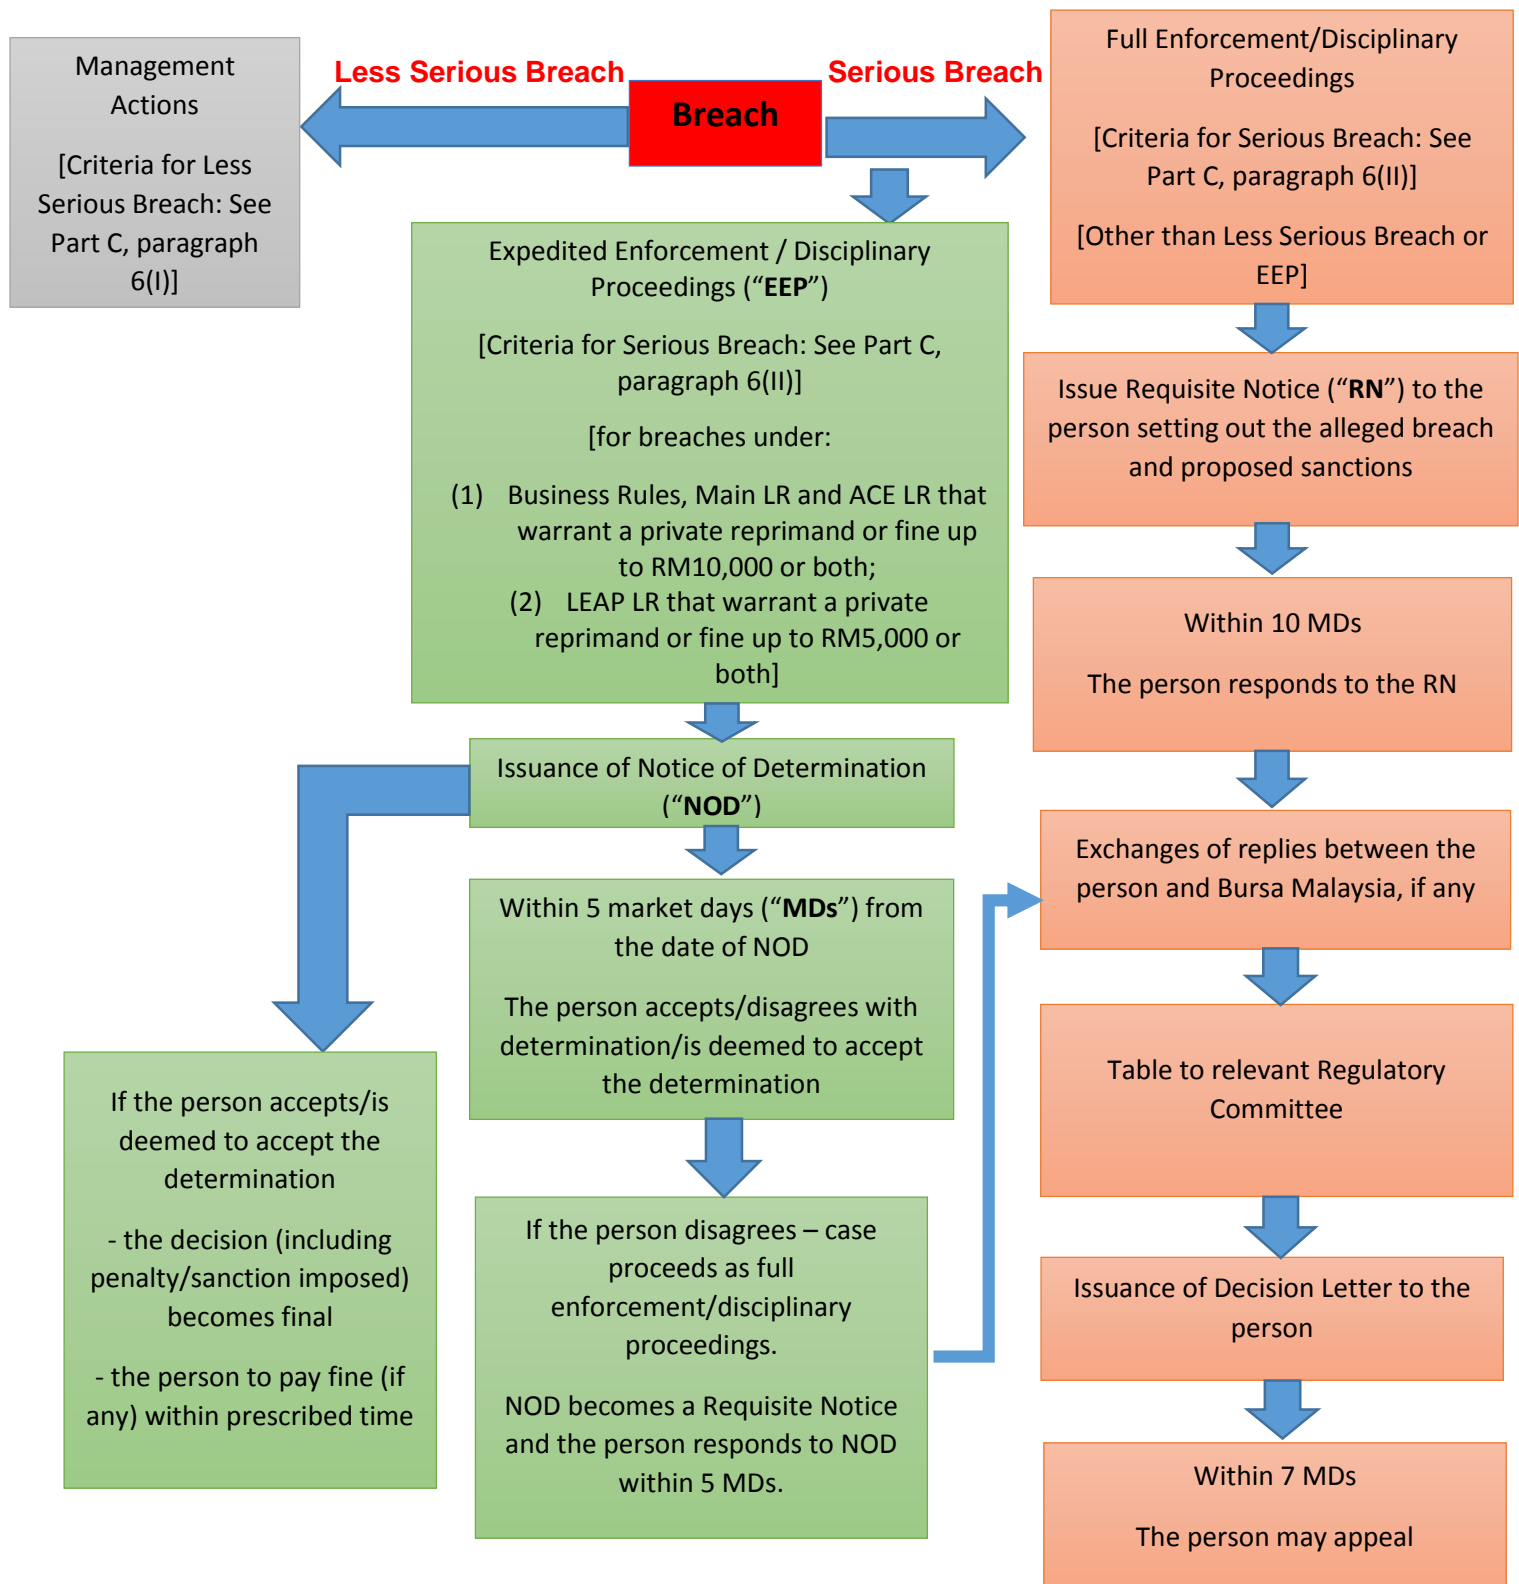 Management
Actions
[Criteria for Less
Serious Breach: See
Part C, paragraph
6(I)]
Less Serious Breach
Breach
Serious Breach
Full Enforcement/Disciplinary
Proceedings
[Criteria for Serious Breach: See
Part C, paragraph 6(II)]
[Other than Less Serious Breach or
EEP]
Expedited Enforcement / Disciplinary
Proceedings (“EEP”)
[Criteria for Serious Breach: See Part C,
paragraph 6(II)]
[for breaches under:
(1) Business Rules, Main LR and ACE LR that
warrant a private reprimand or fine up
to RM10,000 or both;
(2) LEAP LR that warrant a private
reprimand or fine up to RM5,000 or
both]
Issuance of Notice of Determination
(“NOD”)
Within 5 market days (“MDs”) from
the date of NOD
The person accepts/disagrees with
determination/is deemed to accept
the determination
If the person accepts/is
deemed to accept the
determination
- the decision (including
penalty/sanction imposed)
becomes final
- the person to pay fine (if
any) within prescribed time
If the person disagrees – case
proceeds as full
enforcement/disciplinary
proceedings.
NOD becomes a Requisite Notice
and the person responds to NOD
within 5 MDs.
Issue Requisite Notice (“RN”) to the
person setting out the alleged breach
and proposed sanctions
Within 10 MDs
The person responds to the RN
Exchanges of replies between the
person and Bursa Malaysia, if any
Table to relevant Regulatory
Committee
Issuance of Decision Letter to the
person
Within 7 MDs
The person may appeal